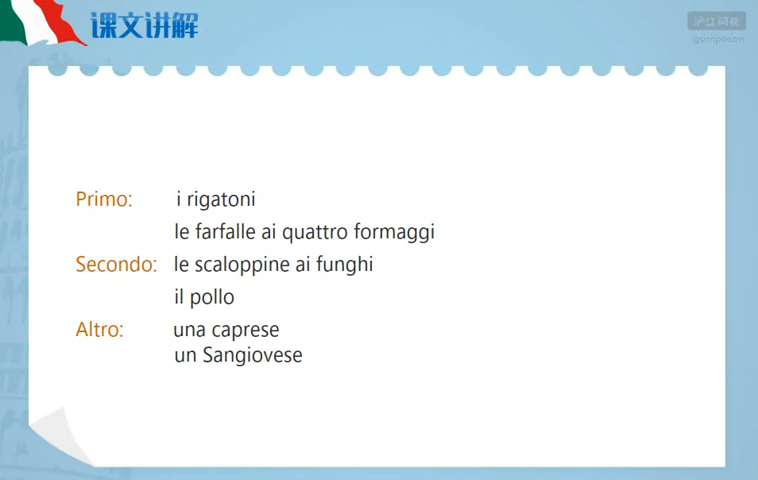 课文讲解
沪江网校
gsimposon
Primo: i rigatoni
le farfalle ai quattro formaggi
Secondo: le scaloppine ai funghi
il pollo
Altro: una caprese
un Sangiovese